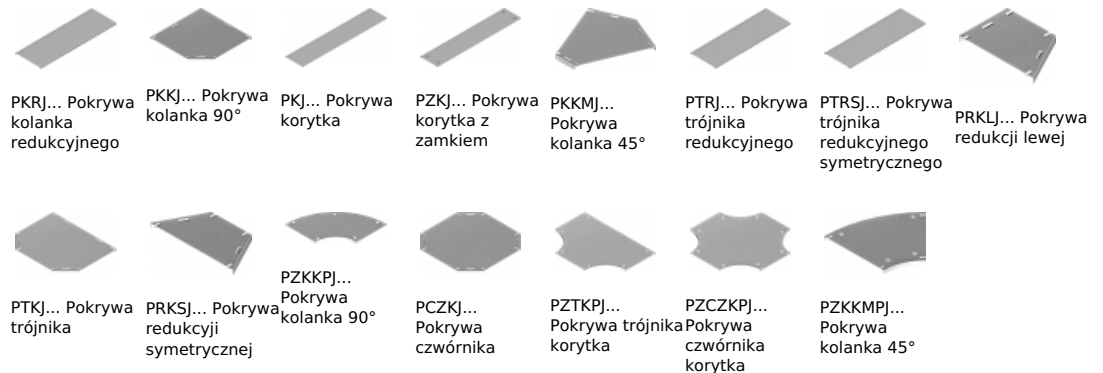 PKRJ... Pokrywa
kolanka
redukcyjnego
PKKJ... Pokrywa
kolanka 90°
PKJ... Pokrywa
korytka
PZKJ... Pokrywa
korytka z
zamkiem
PKKMJ...
Pokrywa
kolanka 45°
PTRJ... Pokrywa
trójnika
redukcyjnego
PTRSJ... Pokrywa
trójnika
redukcyjnego
symetrycznego
PRKLJ... Pokrywa
redukcji lewej
PTKJ... Pokrywa
trójnika
PRKSJ... Pokrywa
redukcyji
symetrycznej
PZKKPJ...
Pokrywa
kolanka 90°
PCZKJ...
Pokrywa
czwórnika
PZTKPJ...
Pokrywa trójnika
korytka
PZCZKPJ...
Pokrywa
czwórnika
korytka
PZKKMPJ...
Pokrywa
kolanka 45°